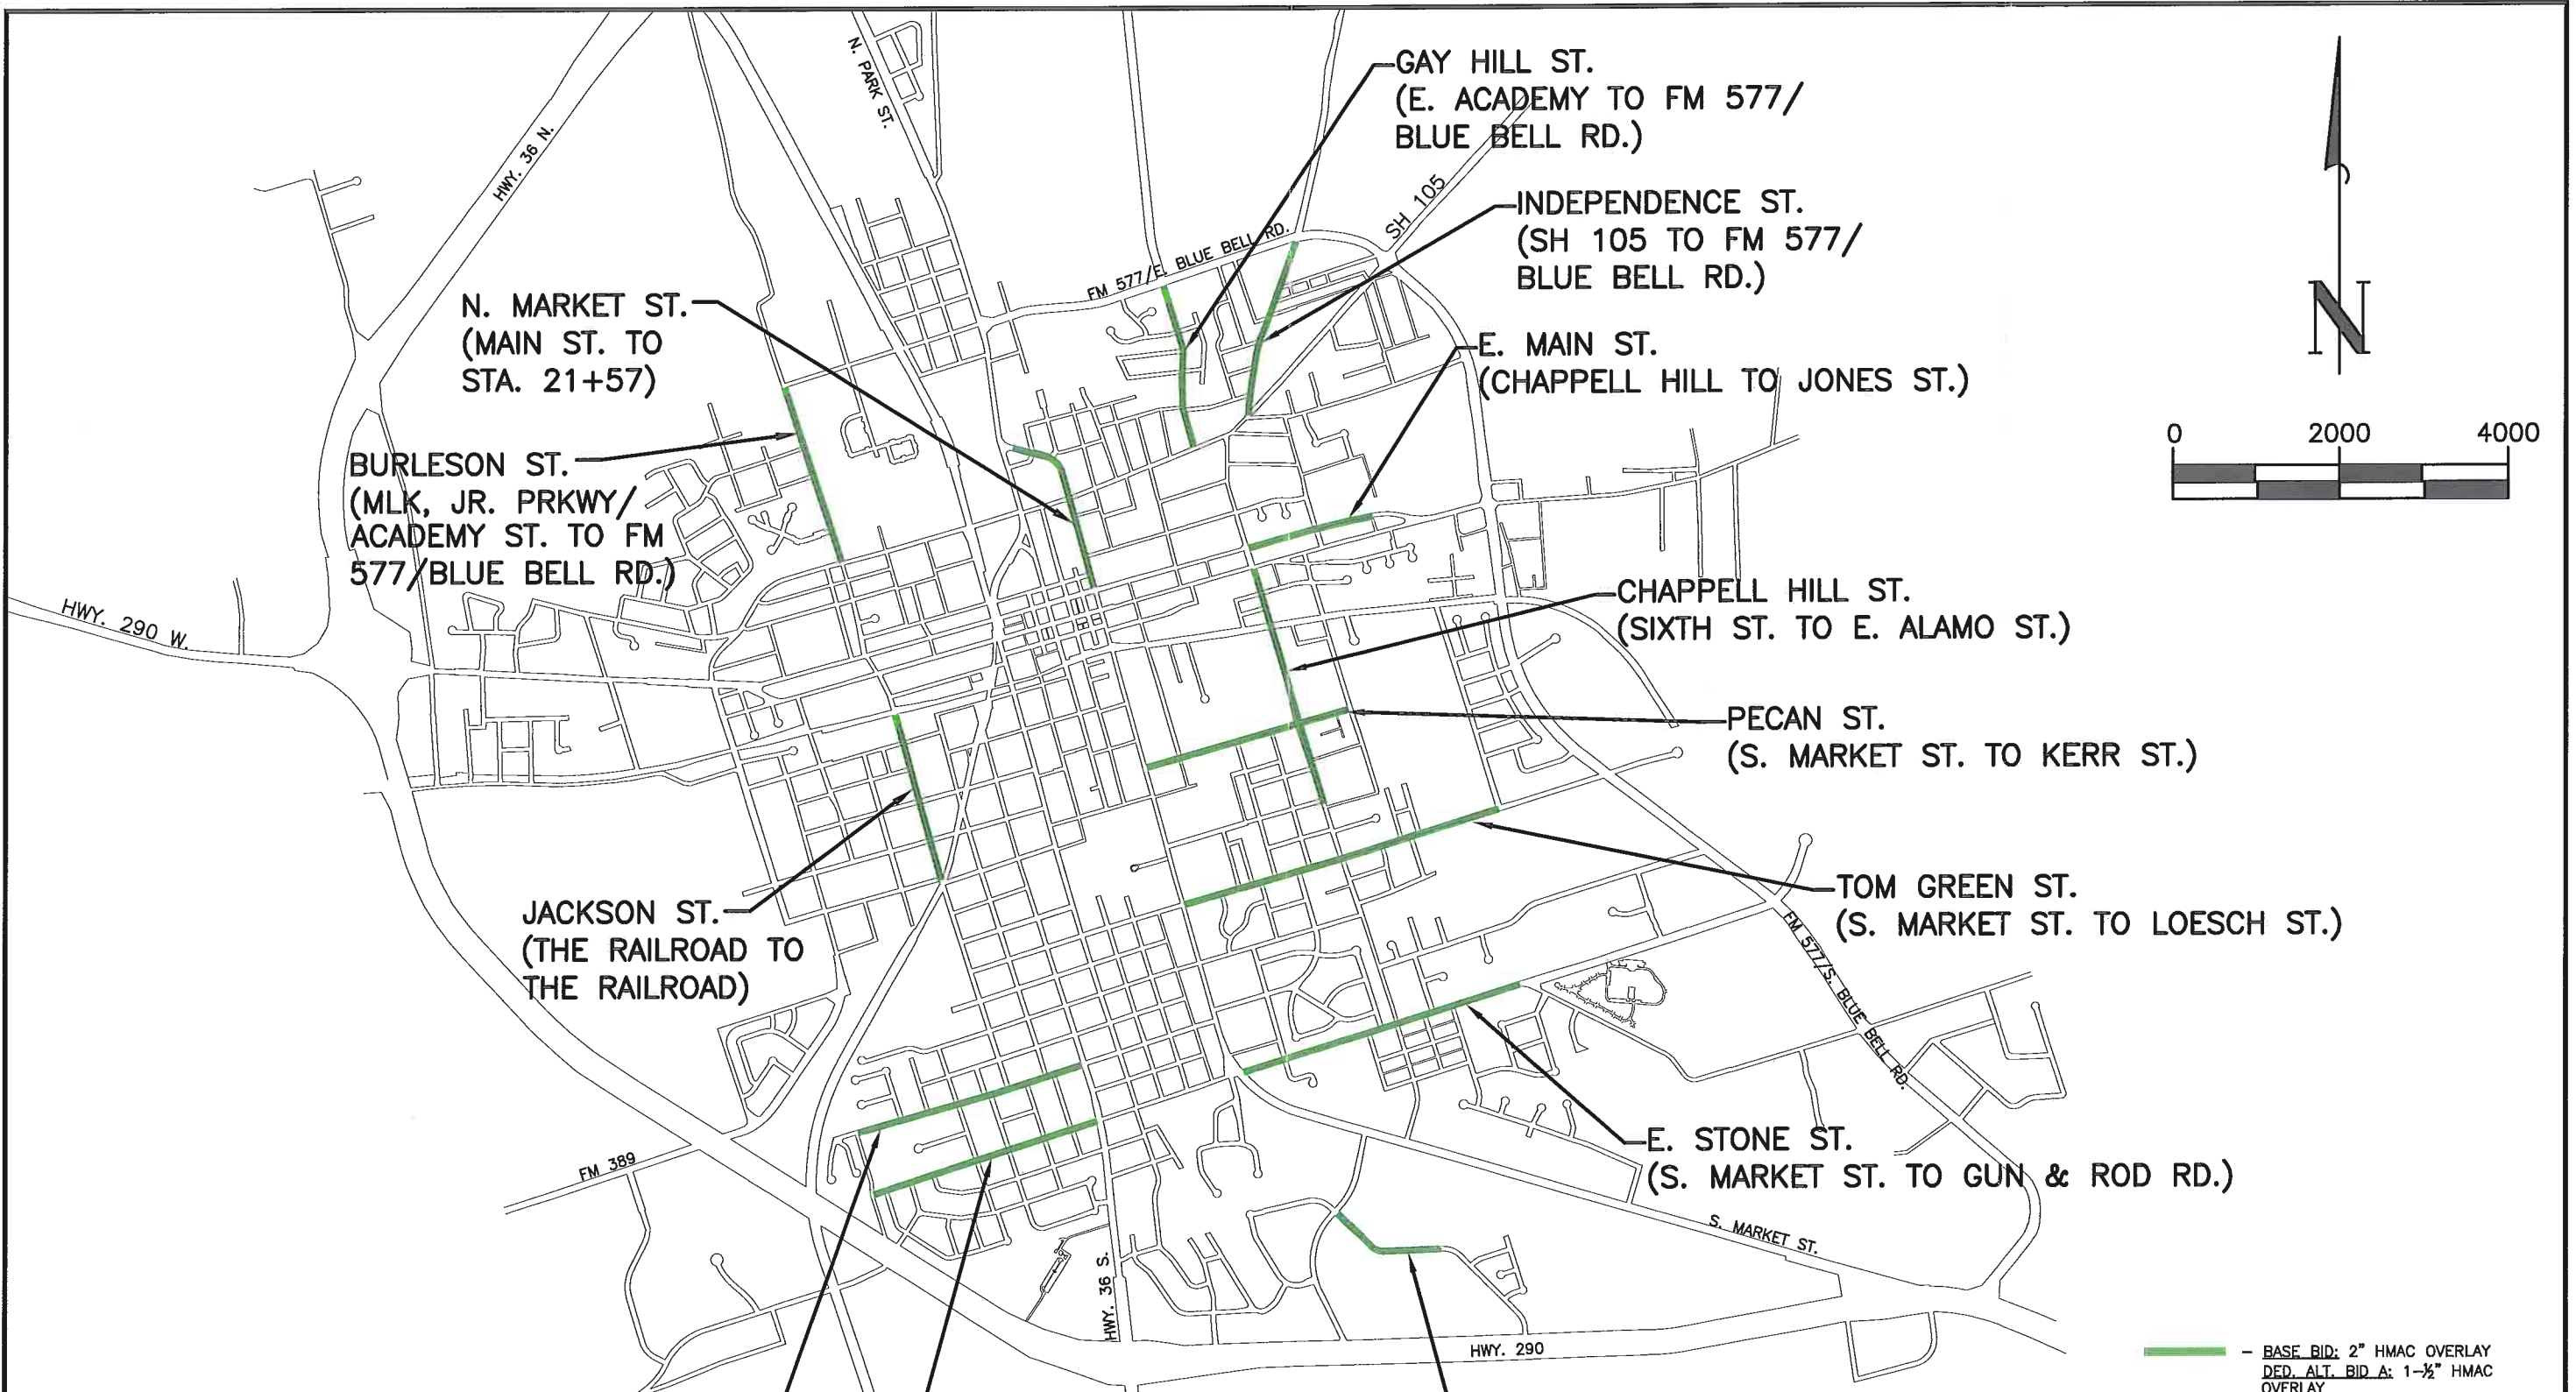 GAY HILL ST.
(E. ACADEMY TO FM 577/
BLUE BELL RD.)
N. PARK ST.
HWY. 36 N.
SH 105
INDEPENDENCE ST.
(SH 105 TO FM 577/
BLUE BELL RD.)
FM 577/E. BLUE BELL RD.
N
N. MARKET ST.
(MAIN ST. TO
STA. 21+57)
E. MAIN ST.
(CHAPPELL HILL TO JONES ST.)
0 2000 4000
BURLESON ST.
(MLK, JR. PRKWY/
ACADEMY ST. TO FM
577/BLUE BELL RD.)
HWY. 290 W.
CHAPPELL HILL ST.
(SIXTH ST. TO E. ALAMO ST.)
PECAN ST.
(S. MARKET ST. TO KERR ST.)
JACKSON ST.
(THE RAILROAD TO
THE RAILROAD)
TOM GREEN ST.
(S. MARKET ST. TO LOESCH ST.)
FM 577/S. BLUE BELL RD.
E. STONE ST.
(S. MARKET ST. TO GUN & ROD RD.)
FM 389
S. MARKET ST.
HWY. 36 S.
HWY. 290
- BASE BID: 2" HMAC OVERLAY
DED. ALT. BID A: 1-½" HMAC
OVERLAY